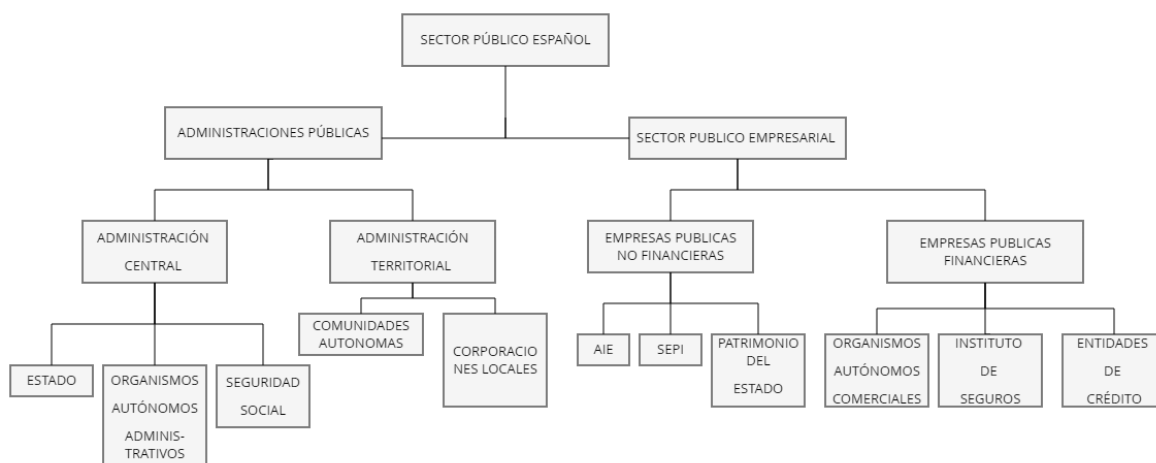 SECTOR PÚBLICO ESPAÑOL
ADMINISTRACIONES PÚBLICAS
SECTOR PUBLICO EMPRESARIAL
ADMINISTRACIÓN
CENTRAL
ADMINISTRACIÓN
TERRITORIAL
EMPRESAS PUBLICAS
NO FINANCIERAS
EMPRESAS PUBLICAS
FINANCIERAS
ESTADO
ORGANISMOS
AUTÓNOMOS
ADMINIS-
TRATIVOS
SEGURIDAD
SOCIAL
COMUNIDADES
AUTONOMAS
CORPORACIO
NES LOCALES
AIE
SEPI
PATRIMONIO
DEL
ESTADO
ORGANISMOS
AUTÓNOMOS
COMERCIALES
INSTITUTO
DE
SEGUROS
ENTIDADES
DE
CRÉDITO